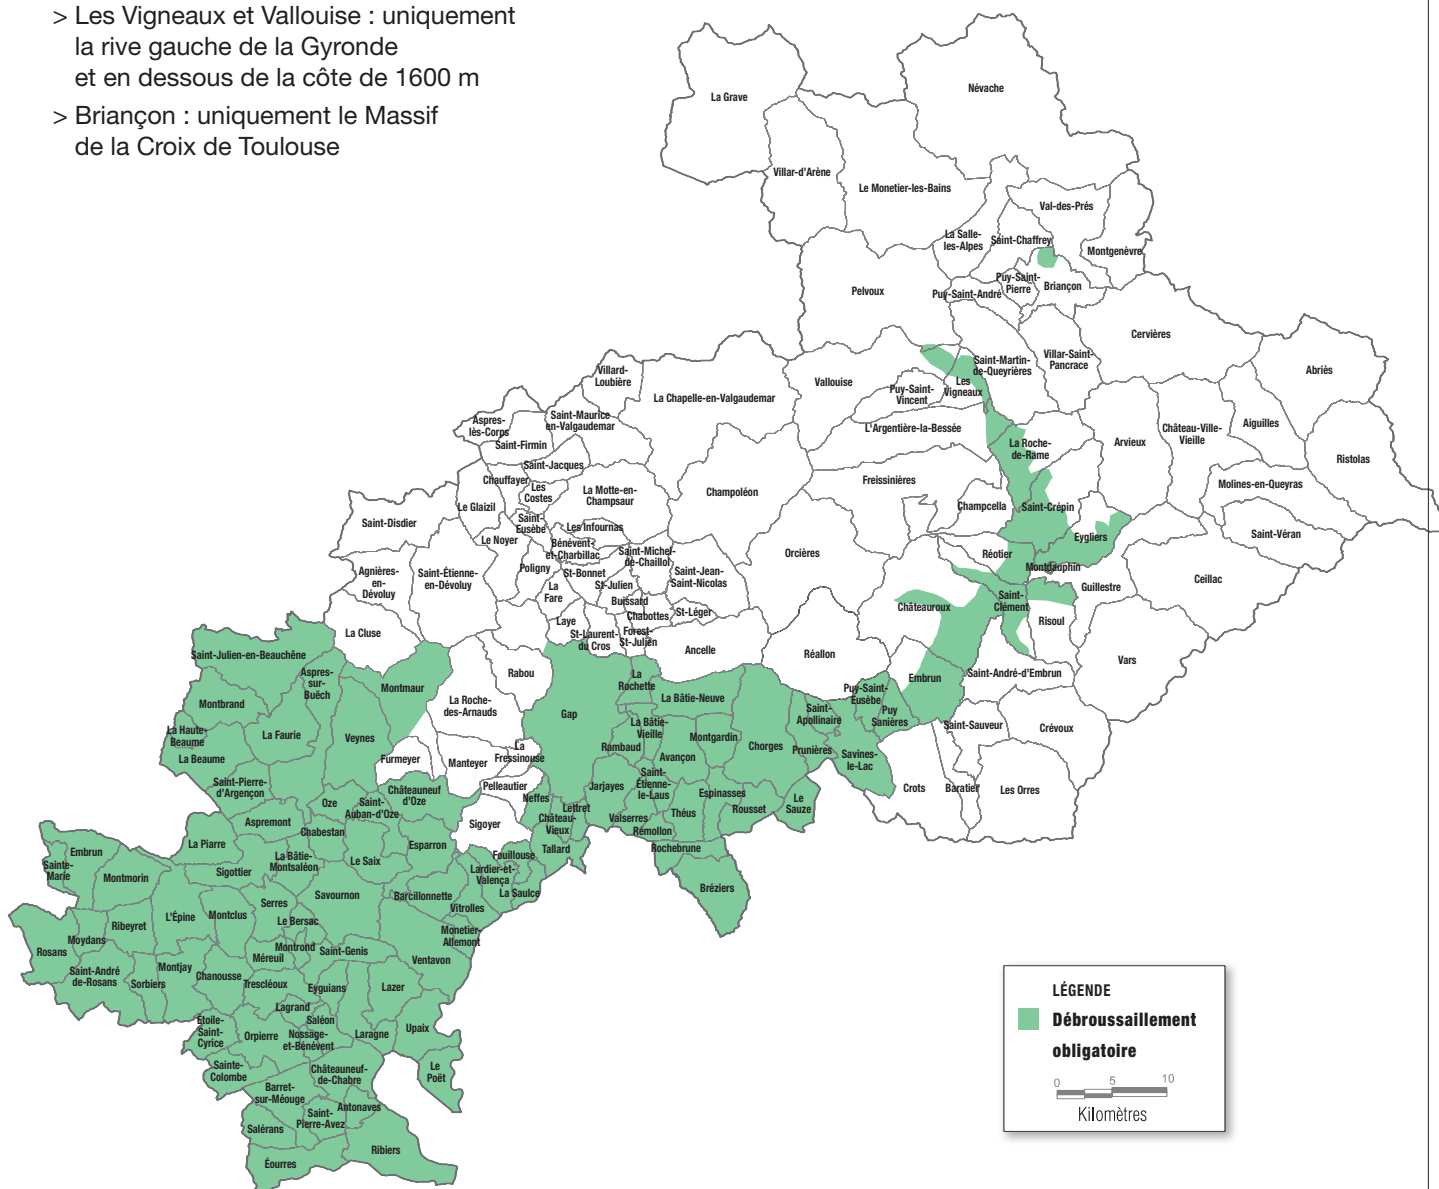 > Les Vigneaux et Vallouise : uniquement
la rive gauche de la Gyronde
et en dessous de la côte de 1600 m
> Briançon : uniquement le Massif
de la Croix de Toulouse
La Grave
Névache
Villar-d'Arène
Le Monetier-les-Bains
Val-des-Prés
La Salle-
les-Alpes
Saint-Chaffrey
Montgenèvre
Puy-Saint-
Pierre
Briançon
Puy-Saint-André
Pelvoux
Cervières
Saint-Martin-
de-Queyrières
Villar-Saint-
Pancrace
Abriès
Villard-
Loubière
Vallouise
Les
Vigneaux
Puy-Saint-
Vincent
La Chapelle-en-Valgaudemar
Aspres-
lès-Corps
Saint-Maurice
en-Valgaudemar
L'Argentière-la-Bessée
Château-Ville-
Vieille
Aiguilles
Saint-Firmin
La Roche-
de-Rame
Arvieux
Ristolas
Saint-Jacques
Chauffayer
Les
Costes
La Motte-en-
Champsaur
Champoléon
Freissinières
Molines-en-Queyras
Le Glaizil
Champcella
Saint-Crépin
Saint-Disdier
Saint-
Eusèbe
Les Infournas
Eygliers
Saint-Véran
Le Noyer
Bénévent-
et-Charbillac
Saint-Michel-
de-Chaillol
Orcières
Réotier
Montdauphin
Agnières-
en-
Dévoluy
Saint-Étienne-
en-Dévoluy
Poligny
St-Bonnet
Saint-Jean-
Saint-Nicolas
Ceillac
La
Fare
St-Julien
Guillestre
Buissard
Châteauroux
Saint-
Clément
Chabottes
St-Léger
Risoul
La Cluse
Laye
St-Laurent-
du Cros
Forest-
St-Julien
Ancelle
Réallon
Vars
Saint-Julien-en-Beauchêne
Aspres-
sur-
Buëch
Montmaur
Rabou
La
Rochette
Embrun
Saint-André-d'Embrun
Montbrand
La Roche-
des-Arnauds
Gap
La Bâtie-Neuve
Puy-Saint-
Eusèbe
Puy
Sanières
La Haute-
Beaume
La Faurie
Veynes
La Bâtie-
Vieille
Saint-
Apollinaire
Saint-Sauveur
Crévoux
La Beaume
Furmeyer
Manteyer
La
Fressinouse
Rambaud
Avançon
Montgardin
Chorges
Prunières
Savines-
le-Lac
Saint-Pierre-
d'Argençon
Châteauneuf
d'Oze
Pelleautier
Jarjayes
Saint-
Étienne-
le-Laus
Espinasses
Crots
Baratier
Les Orres
Oze
Saint-
Auban-d'Oze
Neffes
Lettret
Rousset
Le
Sauze
Aspremont
Chabestan
Sigoyer
Château-
Vieux
Valserres
Théus
Rémollon
La Piarre
Esparron
Tallard
Rochebrune
Embrun
Sainte-
Marie
La Bâtie-
Montsaléon
Le Saix
Fouillouse
Montmorin
Sigottier
Lardier-et-
Valença
Bréziers
Serres
Savournon
Barcillonnette
La Saulce
Ribeyret
L'Épine
Montclus
Le Bersac
Vitrolles
Moydans
Monetier-
Allemont
Rosans
Montrond
Saint-Genis
Méreuil
Ventavon
Saint-André
de-Rosans
Montjay
Chanousse
Sorbiers
Trescléoux
Eyguians
Lazer
Lagrand
Étoile-
Saint-
Cyrice
Saléon
Upaix
Orpierre
Nossage-
et-Bénévent
Laragne
Sainte-
Colombe
Châteauneuf-
de-Chabre
Le
Poët
Barret-
sur-Méouge
Antonaves
Saint-
Pierre-Avez
Salérans
Ribiers
Éourres
LÉGENDE
Débroussaillement
obligatoire
0 5 10
Kilomètres